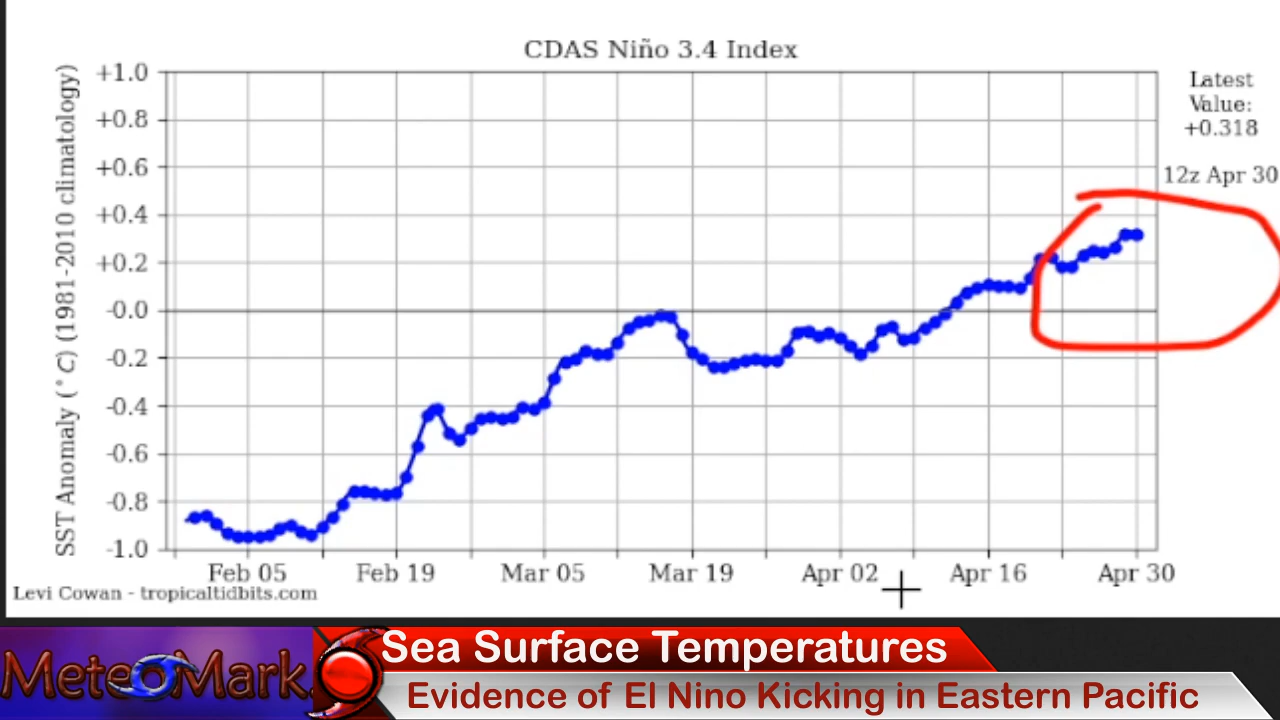 CDAS Niño 3.4 Index
SST Anomaly (°C) (1981-2010 climatology)
+1.0
+0.8
+0.6
+0.4
+0.2
-0.0
-0.2
-0.4
-0.6
-0.8
-1.0
Latest
Value:
+0.318
12z Apr 30
Feb 05 Feb 19 Mar 05 Mar 19 Apr 02 Apr 16 Apr 30
Levi Cowan - tropicaltidbits.com
MeteoMark.
Sea Surface Temperatures
Evidence of El Nino Kicking in Eastern Pacific